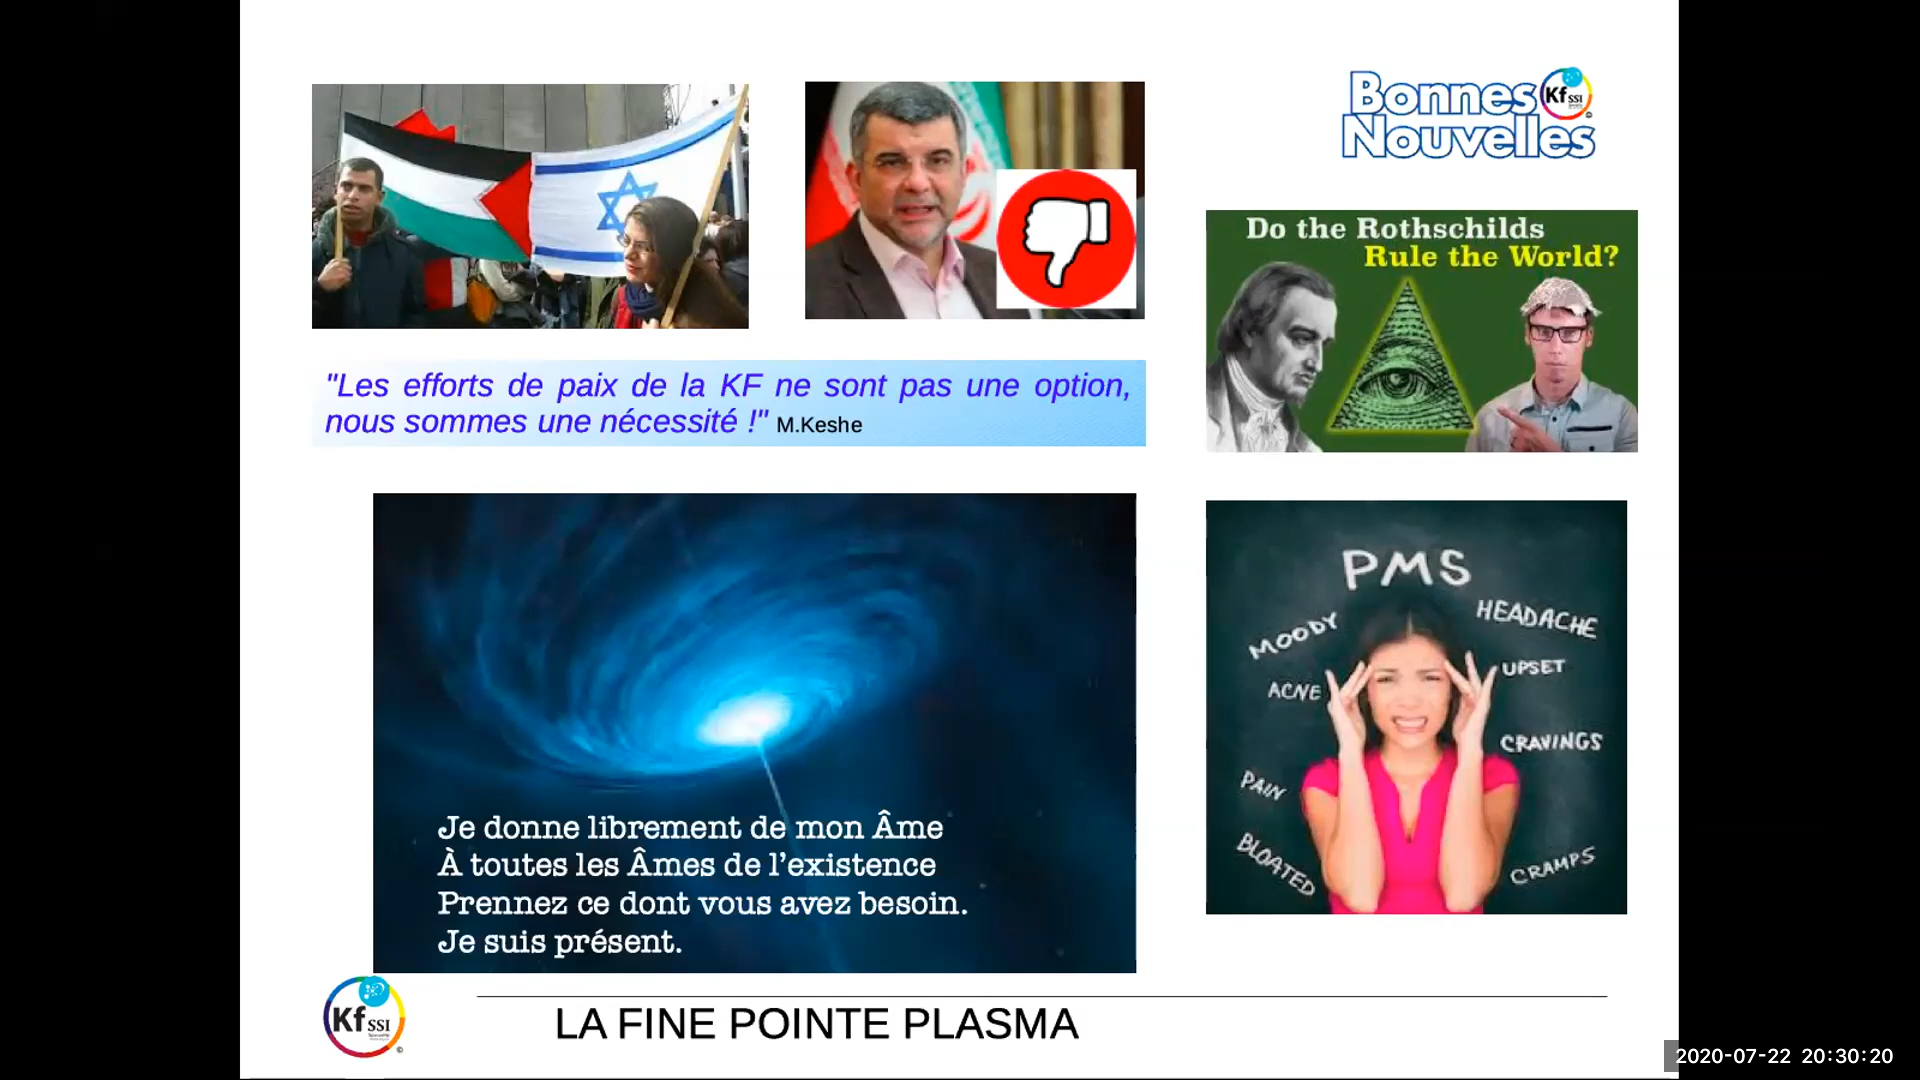 Bonnes
Nouvelles
Kf SSI
Do the Rothschilds
Rule the World?
"Les efforts de paix de la KF ne sont pas une option,
nous sommes une nécessité !" M.Keshe
Je donne librement de mon Âme
À toutes les Âmes de l'existence
Prennez ce dont vous avez besoin.
Je suis présent.
PMS
MOODY
HEADACHE
ACNE
UPSET
CRAVINGS
PAIN
BLOATED
CRAMPS
Kf SSI
LA FINE POINTE PLASMA
2020-07-22 20:30:20